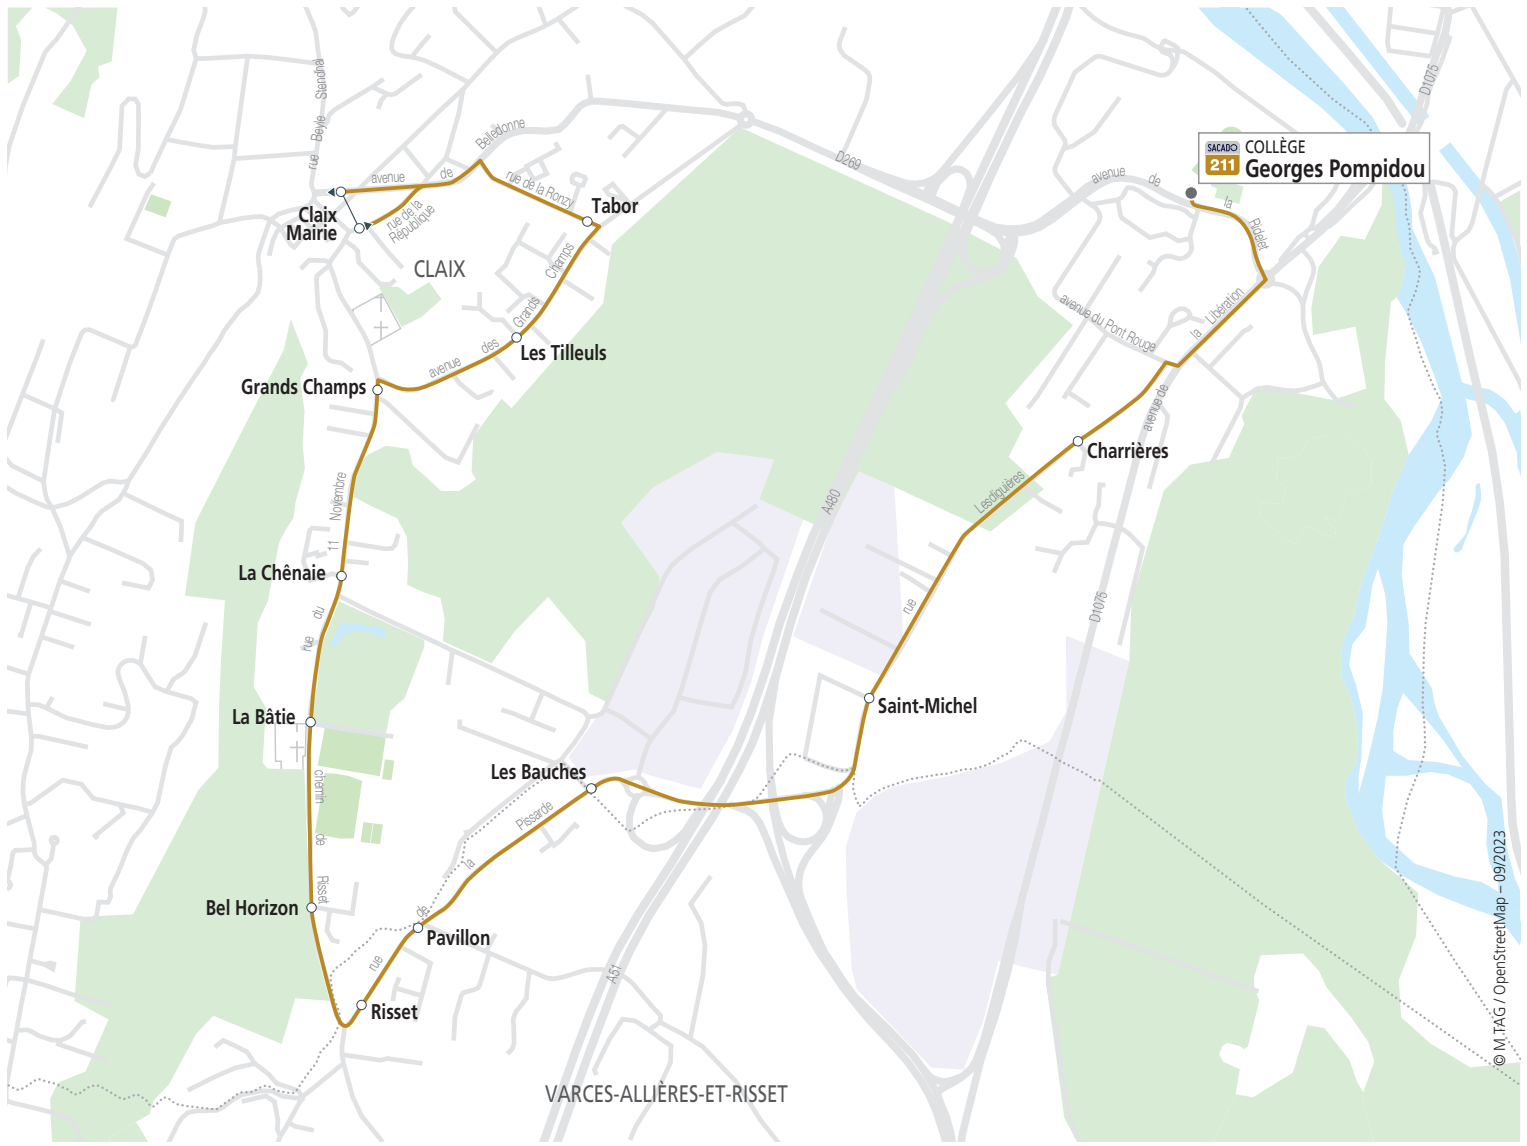 rue Beyle Stendhal
avenue de Belledonne
D269
D1075
SACADO
211
COLLÈGE
Georges Pompidou
avenue de la Ridelet
rue de la Ronzy
Tabor
Claix
Mairie
rue de la
République
CLAIX
avenue des Grands Champs
Les Tilleuls
avenue du Pont Rouge
avenue de la Libération
Grands Champs
Charrières
rue Lesdiguières
A480
rue du 11 Novembre
La Chênaie
D1075
Saint-Michel
La Bâtie
Les Bauches
chemin de Risset
rue de la Pissarde
Bel Horizon
Pavillon
A51
Risset
VARCES-ALLIÈRES-ET-RISSET
© M.TAG / OpenStreetMap – 09/2023